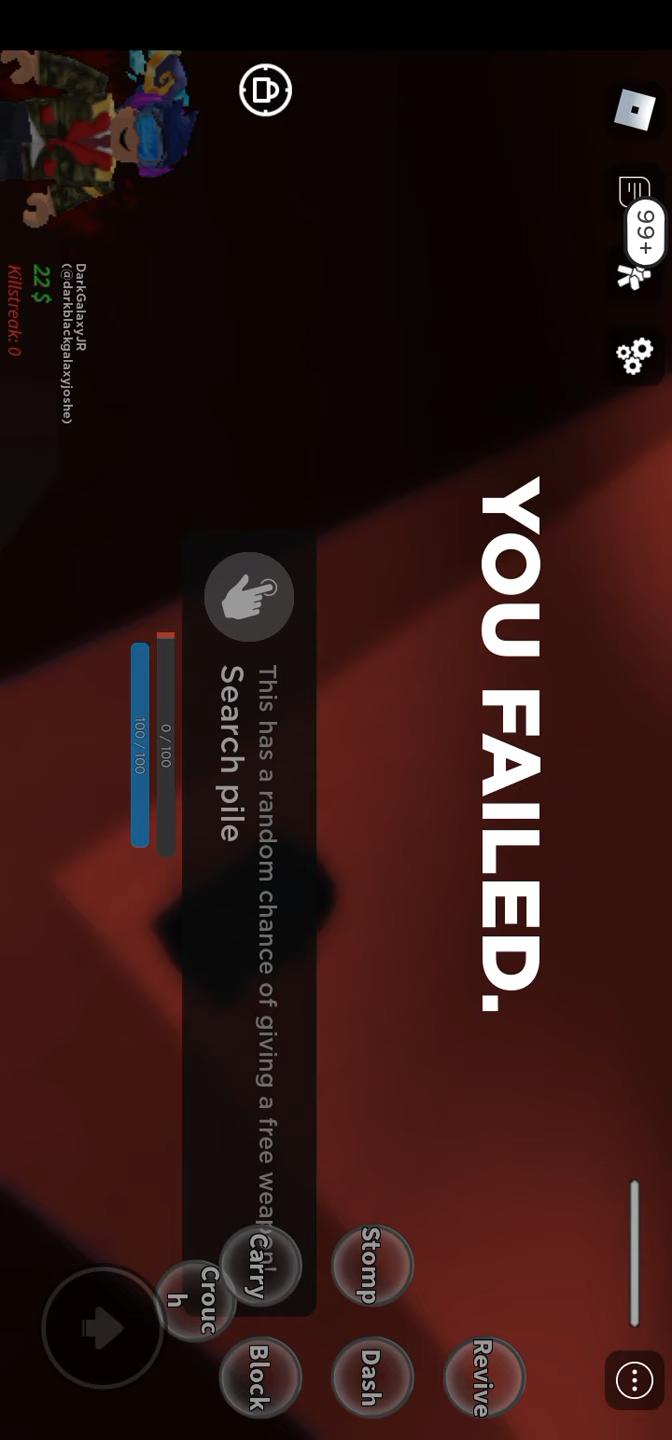 99+
YOU FAILED.
This has a random chance of giving a free weapon!
Search pile
0 / 100
100 / 100
DarkGalaxyJR
(@darkblackgalaxyjoshe)
22 $
Killstreak: 0
Revive
Stomp
Dash
Carry
Block
Crouc
h